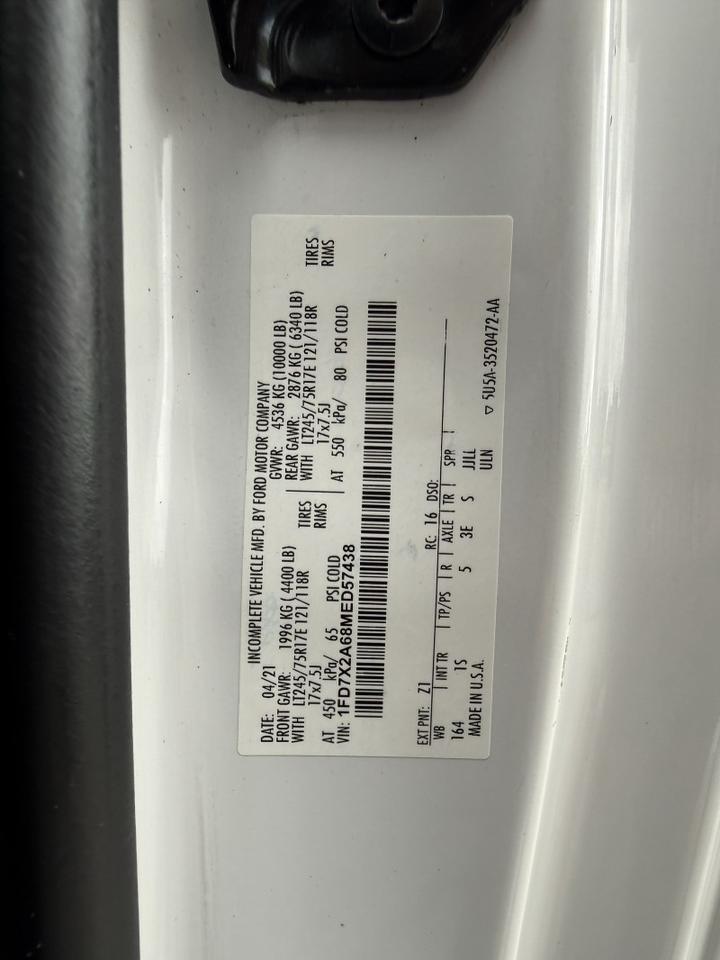 INCOMPLETE VEHICLE MFD. BY FORD MOTOR COMPANY
DATE: 04/21 GVWR: 4536 KG (10000 LB)
FRONT GAWR: 1996 KG ( 4400 LB) REAR GAWR: 2876 KG ( 6340 LB)
WITH LT245/75R17E 121/118R TIRES WITH LT245/75R17E 121/118R TIRES
17x7.5J RIMS 17x7.5J RIMS
AT 450 kPa/ 65 PSI COLD AT 550 kPa/ 80 PSI COLD
VIN: 1FD7X2A68MED57438
EXT PNT: Z1 RC: 16 DSO:
WB INT TR TP/PS R AXLE TR SPR
164 1S 5 3E S JJLL
MADE IN U.S.A. ULN
▽ 5U5A-3520472-AA